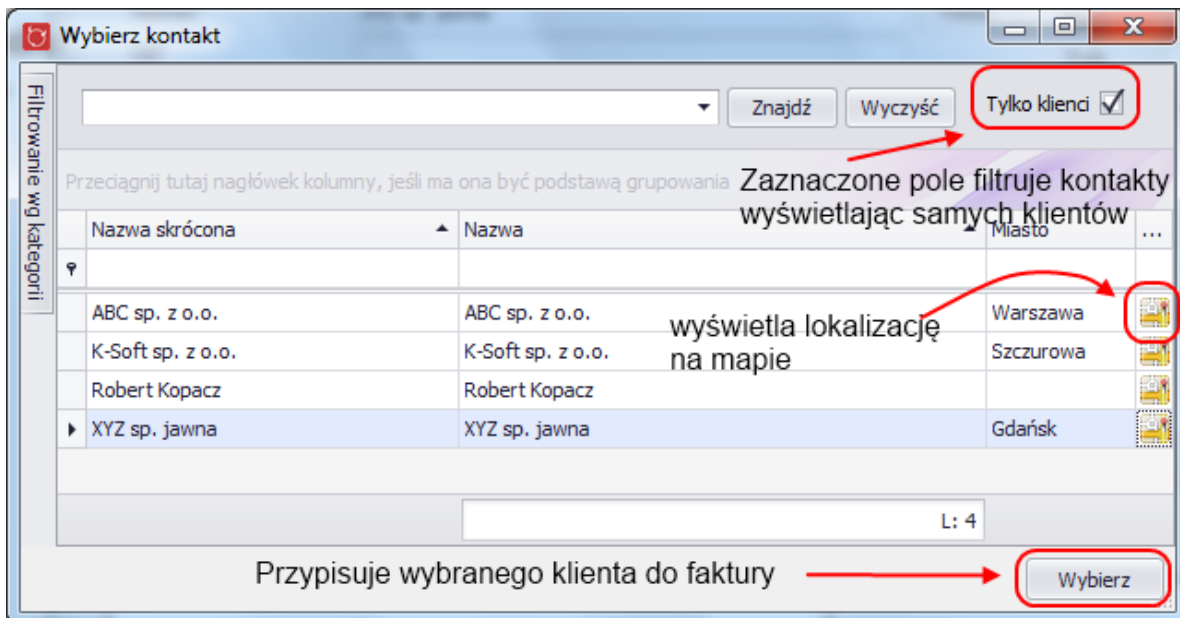 Wybierz kontakt
Filtrowanie wg kategorii
Znajdź Wyczyść Tylko klienci
Przeciągnij tutaj nagłówek kolumny, jeśli ma ona być podstawą grupowania
Zaznaczone pole filtruje kontakty
wyświetlając samych klientów
Nazwa skrócona Nazwa Miasto ...
ABC sp. z o.o. ABC sp. z o.o. Warszawa
wyświetla lokalizację
na mapie
K-Soft sp. z o.o. K-Soft sp. z o.o. Szczurowa
Robert Kopacz Robert Kopacz
XYZ sp. jawna XYZ sp. jawna Gdańsk
L: 4
Przypisuje wybranego klienta do faktury Wybierz